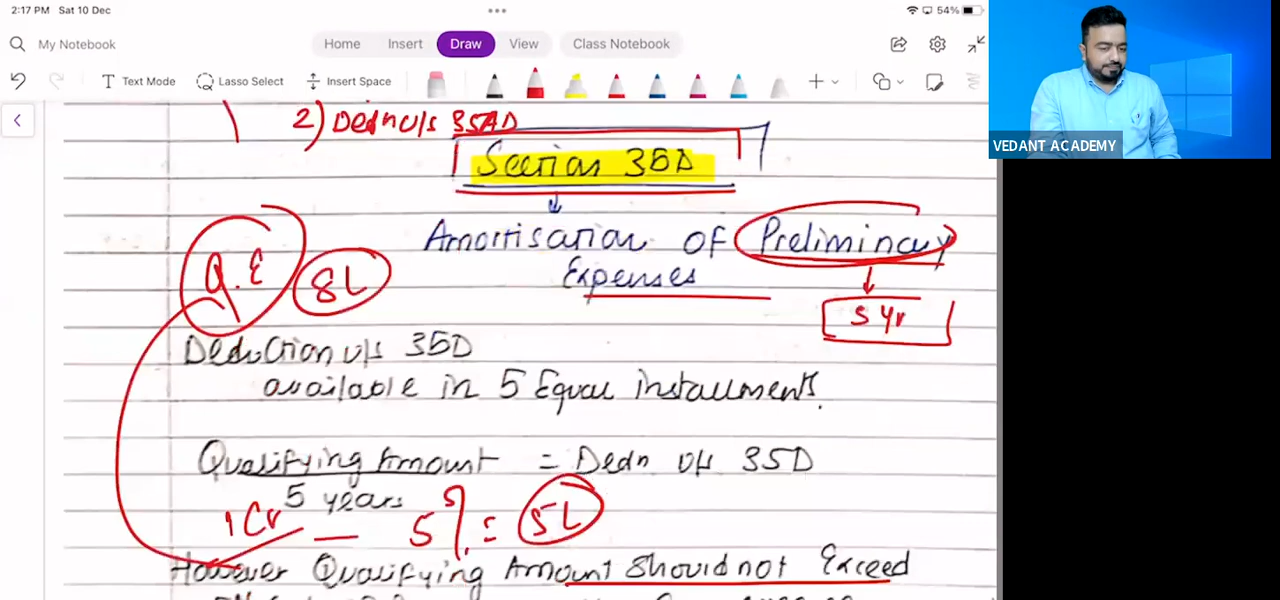 2:17 PM Sat 10 Dec
54%
My Notebook
Home Insert Draw View Class Notebook
Text Mode Lasso Select Insert Space
2) Dedn u/s 35AD
Section 35D
Amortisation of Preliminary
Expenses
Q.E 8L
5 yr
Deduction u/s 35D
available in 5 Equal installments.
Qualifying Amount = Dedn u/s 35D
5 years
1 Cr — 5% = 5L
However Qualifying Amount should not Exceed
VEDANT ACADEMY